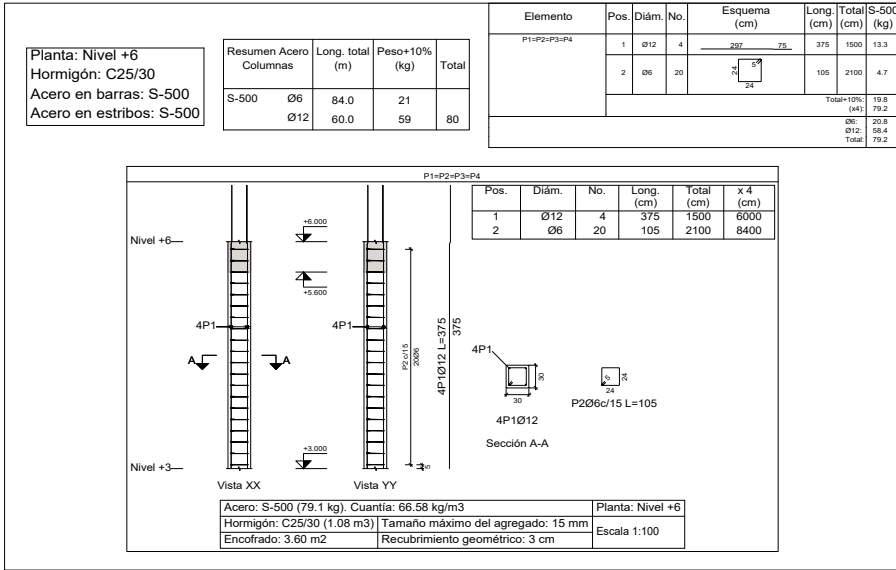 Planta: Nivel +6
Hormigón: C25/30
Acero en barras: S-500
Acero en estribos: S-500
Resumen Acero Columnas Long. total (m) Peso+10% (kg) Total
S-500 Ø6 84.0 21
Ø12 60.0 59 80
Elemento Pos. Diám. No. Esquema (cm) Long. (cm) Total (cm) S-500 (kg)
P1=P2=P3=P4
1 Ø12 4 297 75 375 1500 13.3
2 Ø6 20 24 5 24 105 2100 4.7
Total+10%: 19.8
(x4): 79.2
Ø6: 20.8
Ø12: 58.4
Total: 79.2
P1=P2=P3=P4
Pos. Diám. No. Long. (cm) Total (cm) x 4 (cm)
1 Ø12 4 375 1500 6000
2 Ø6 20 105 2100 8400
Nivel +6
+6.000
+5.600
4P1
4P1
A
A
P2 c/15
20Ø6
4P1Ø12 L=375
375
4P1
30
30
4P1Ø12
Sección A-A
5
24
24
P2Ø6c/15 L=105
+3.000
Nivel +3
5
Vista XX
Vista YY
Acero: S-500 (79.1 kg). Cuantía: 66.58 kg/m3 Planta: Nivel +6
Hormigón: C25/30 (1.08 m3) Tamaño máximo del agregado: 15 mm Escala 1:100
Encofrado: 3.60 m2 Recubrimiento geométrico: 3 cm